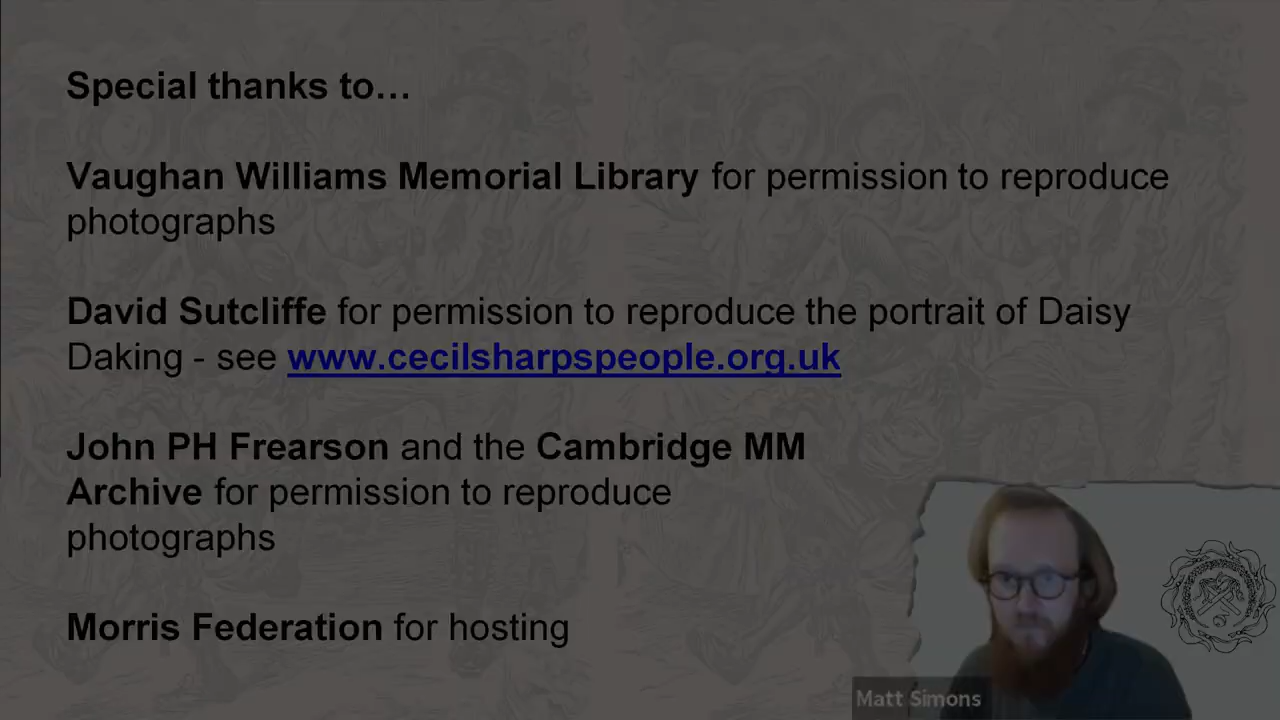 Special thanks to…
Vaughan Williams Memorial Library for permission to reproduce
photographs
David Sutcliffe for permission to reproduce the portrait of Daisy
Daking - see www.cecilsharpspeople.org.uk
John PH Frearson and the Cambridge MM
Archive for permission to reproduce
photographs
Morris Federation for hosting
Matt Simons